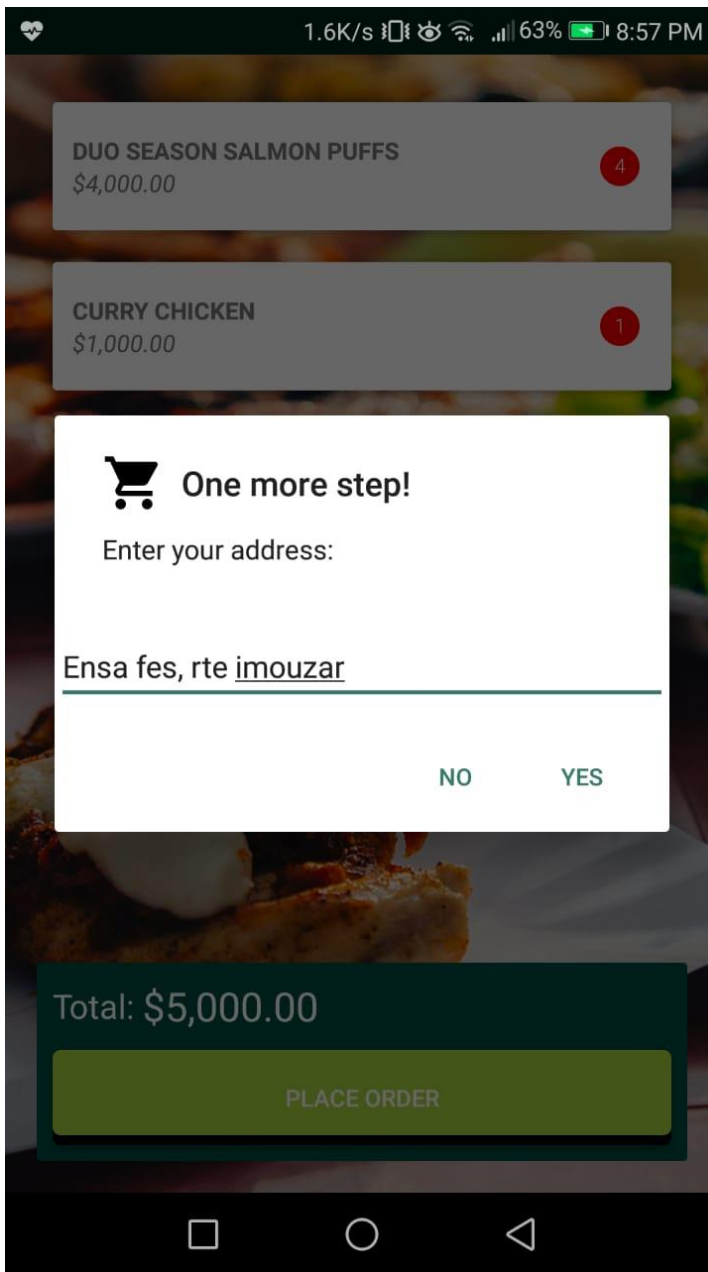 1.6K/s 63% 8:57 PM
DUO SEASON SALMON PUFFS
$4,000.00
4
CURRY CHICKEN
$1,000.00
1
One more step!
Enter your address:
Ensa fes, rte imouzar
NO YES
Total: $5,000.00
PLACE ORDER